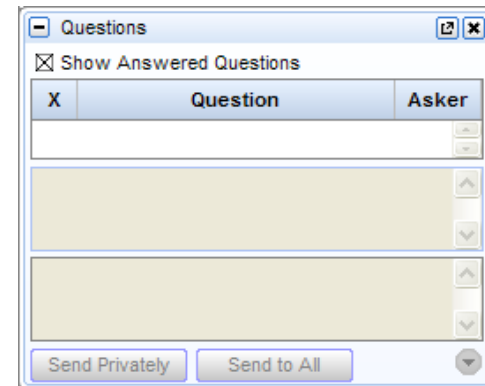 Questions
Show Answered Questions
X Question Asker
Send Privately Send to All